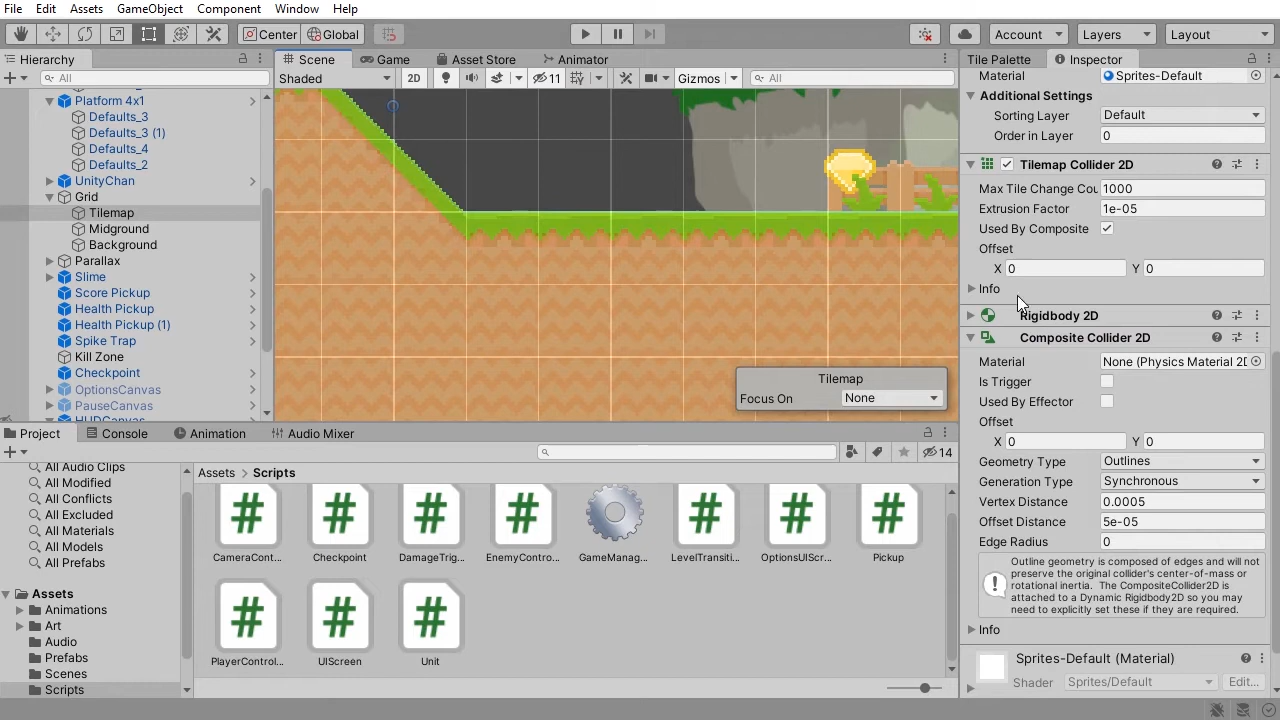 File Edit Assets GameObject Component Window Help
Center Global Account Layers Layout
Hierarchy
All
Platform 4x1
Defaults_3
Defaults_3 (1)
Defaults_4
Defaults_2
UnityChan
Grid
Tilemap
Midground
Background
Parallax
Slime
Score Pickup
Health Pickup
Health Pickup (1)
Spike Trap
Kill Zone
Checkpoint
OptionsCanvas
PauseCanvas
HUDCanvas
Scene Game Asset Store Animator
Shaded 2D 11 Gizmos All
Tilemap
Focus On None
Tile Palette Inspector
Material Sprites-Default
Additional Settings
Sorting Layer Default
Order in Layer 0
Tilemap Collider 2D
Max Tile Change Cou 1000
Extrusion Factor 1e-05
Used By Composite
Offset
X 0 Y 0
Info
Rigidbody 2D
Composite Collider 2D
Material None (Physics Material 2D
Is Trigger
Used By Effector
Offset
X 0 Y 0
Geometry Type Outlines
Generation Type Synchronous
Vertex Distance 0.0005
Offset Distance 5e-05
Edge Radius 0
Outline geometry is composed of edges and will not
preserve the original collider's center-of-mass or
rotational inertia. The CompositeCollider2D is
attached to a Dynamic Rigidbody2D so you may
need to explicitly set these if they are required.
Info
Sprites-Default (Material)
Shader Sprites/Default Edit...
Project Console Animation Audio Mixer
14
All Audio Clips
All Modified
All Conflicts
All Excluded
All Materials
All Models
All Prefabs
Assets
Animations
Art
Audio
Prefabs
Scenes
Scripts
Assets > Scripts
CameraCont... Checkpoint DamageTrig... EnemyContro... GameManag... LevelTransiti... OptionsUIScr... Pickup
PlayerControl... UIScreen Unit